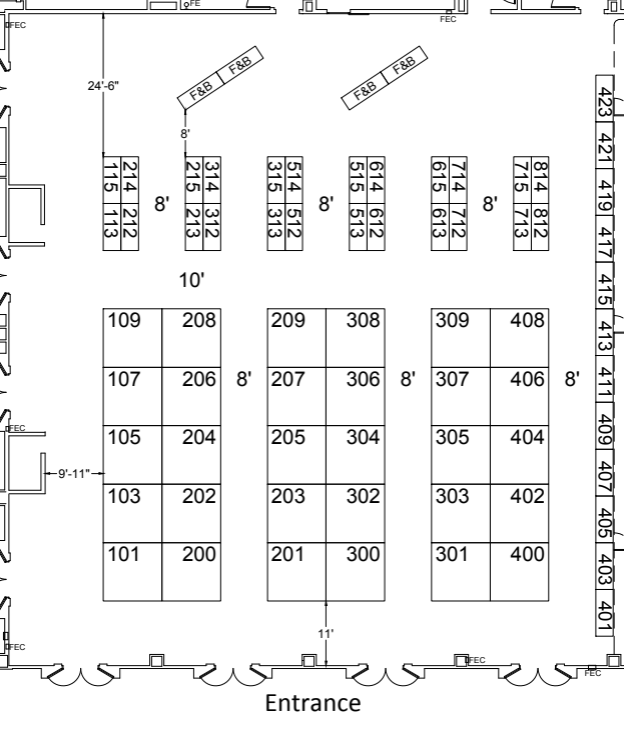 FEC
FE
FEC
F&B F&B
F&B F&B
24'-6"
8'
423
421
419
417
415
413
411
409
407
405
403
401
115 214 215 314 315 514 515 614 615 714 715 814
113 212 213 312 313 512 513 612 613 712 713 812
8' 8' 8'
10'
109 208 209 308 309 408
107 206 8' 207 306 8' 307 406 8'
105 204 205 304 305 404
FEC
9'-11"
103 202 203 302 303 402
101 200 201 300 301 400
11'
FEC
FEC
FEC
Entrance